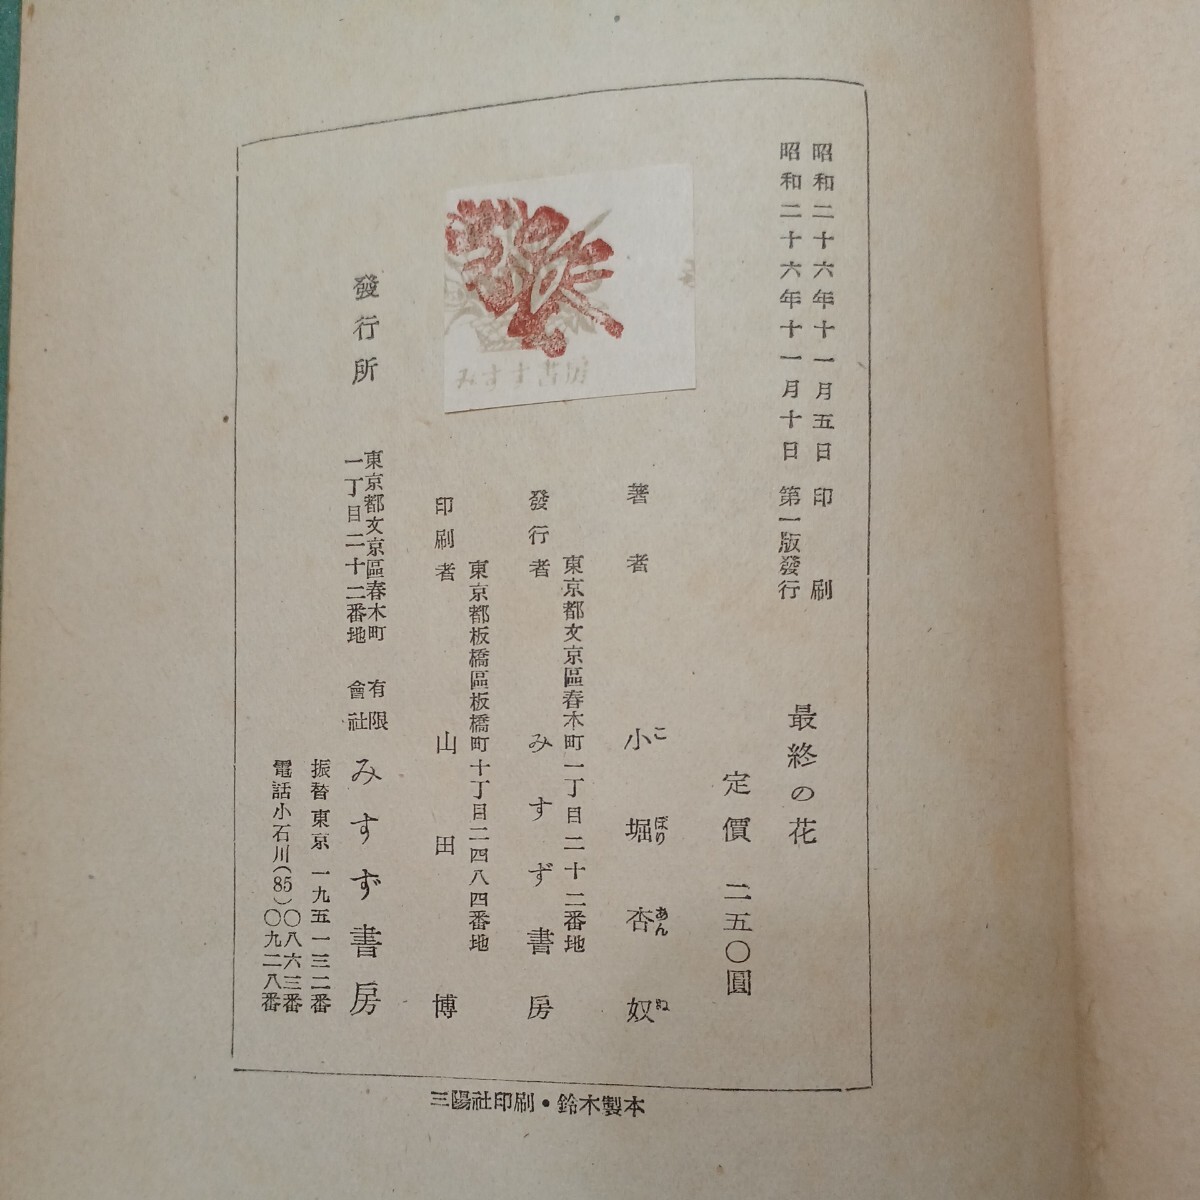 昭和二十六年十一月五日 印刷
昭和二十六年十一月十日 第一版發行
最終の花
定價 二五〇圓
著者 小堀杏奴
こ ぼり あん ぬ
東京都文京區春木町一丁目二十二番地
發行者 みすず書房
東京都板橋區板橋町十丁目二四八四番地
印刷者 山田博
みすず書房
發行所
東京都文京區春木町
一丁目二十二番地
有限
會社
みすず書房
振替東京一九五一三二番
電話小石川(85)〇八六三番
〇九二八番
三陽社印刷・鈴木製本